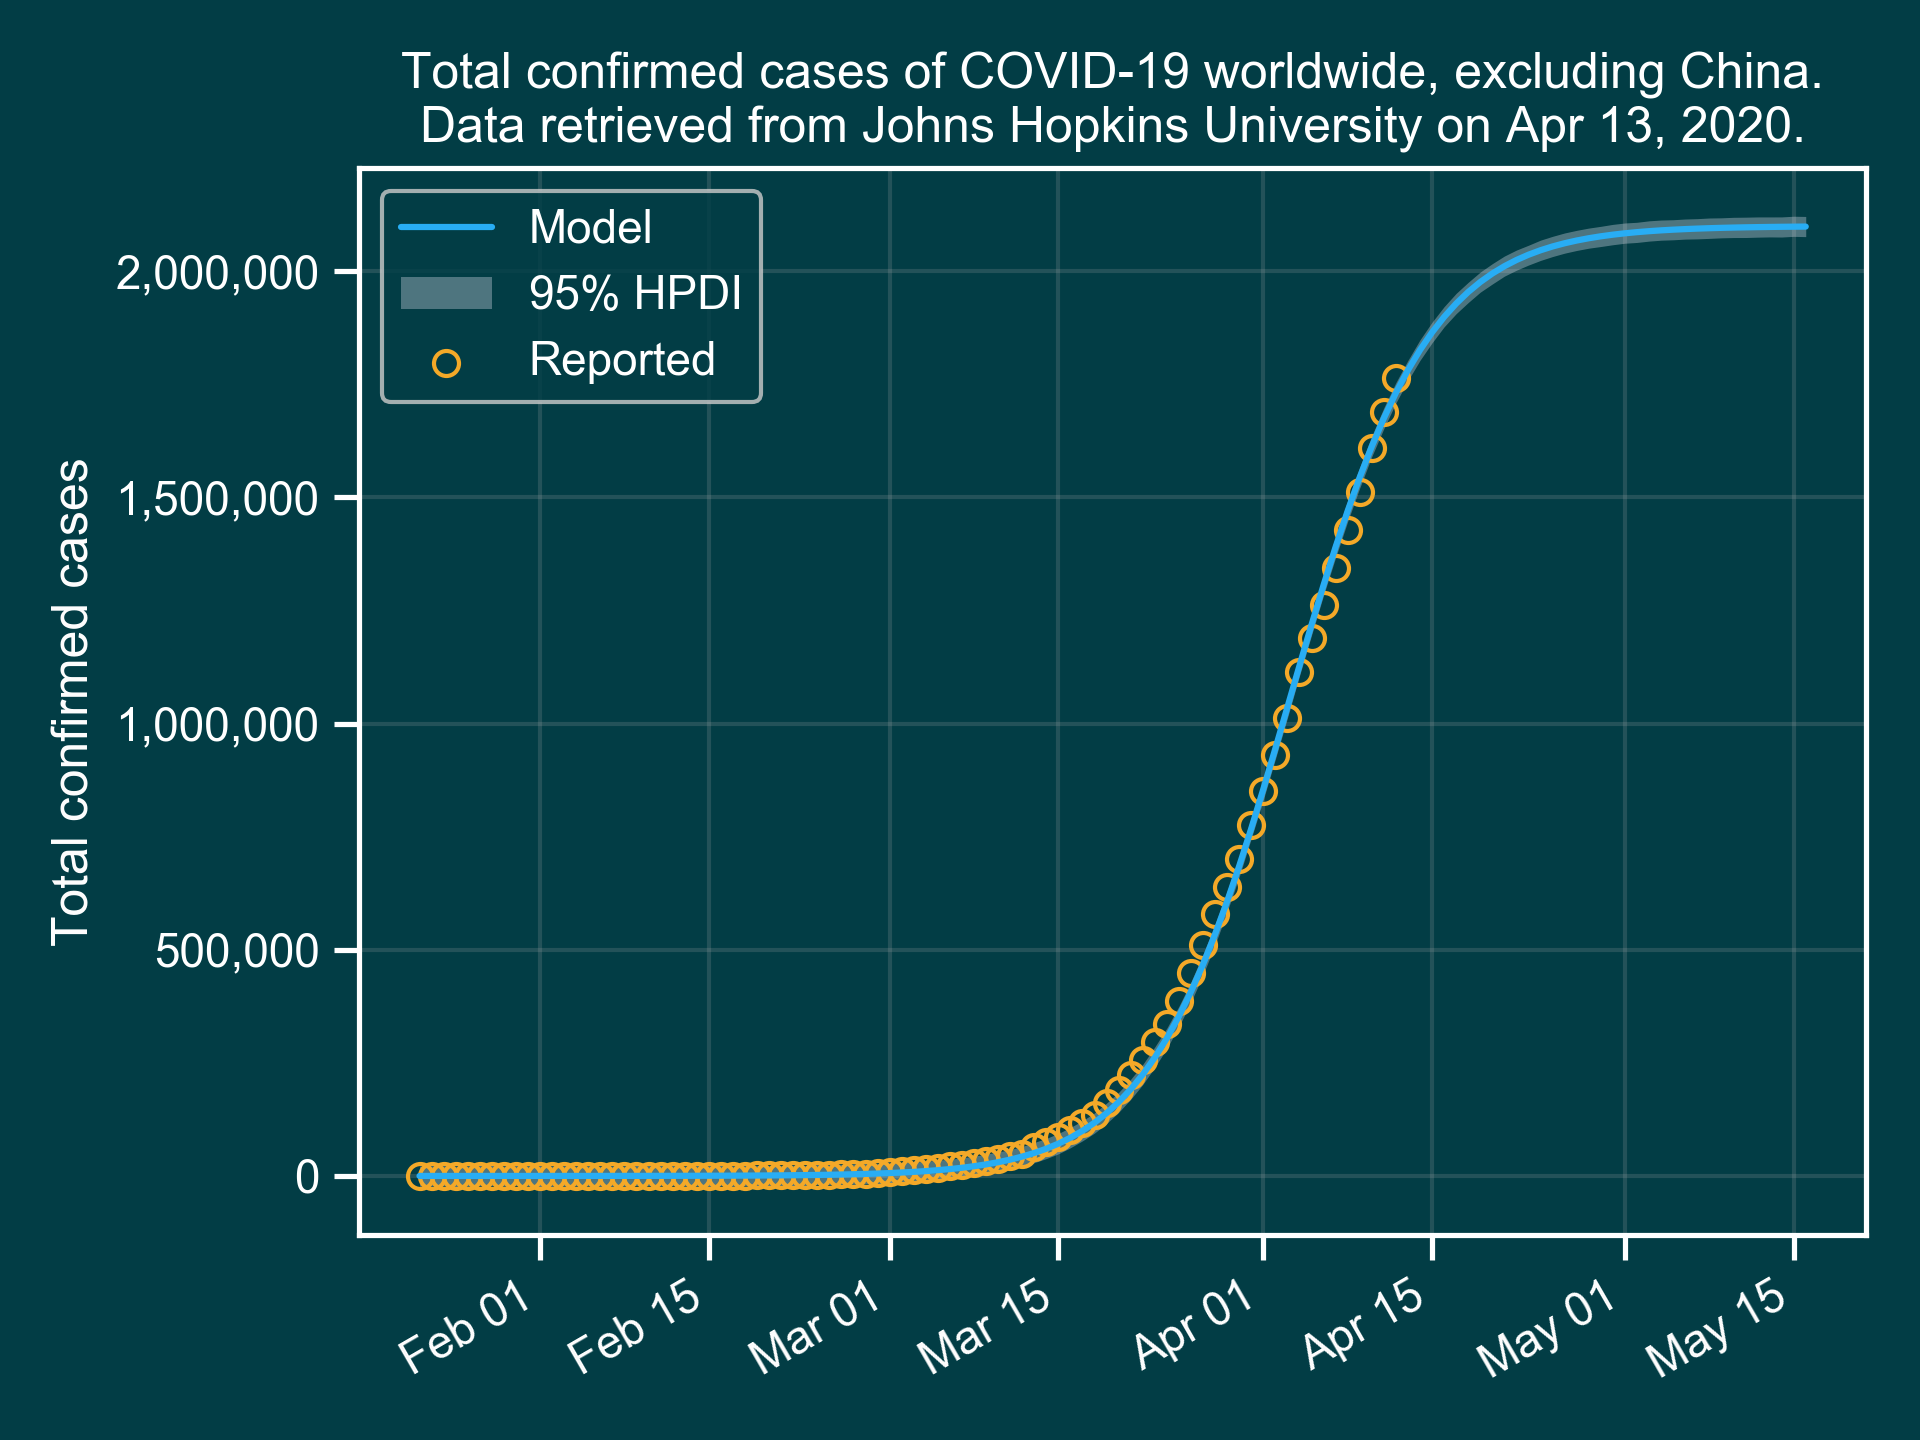 Total confirmed cases of COVID-19 worldwide, excluding China.
Data retrieved from Johns Hopkins University on Apr 13, 2020.
Model
95% HPDI
Reported
Total confirmed cases
2,000,000
1,500,000
1,000,000
500,000
0
Feb 01
Feb 15
Mar 01
Mar 15
Apr 01
Apr 15
May 01
May 15